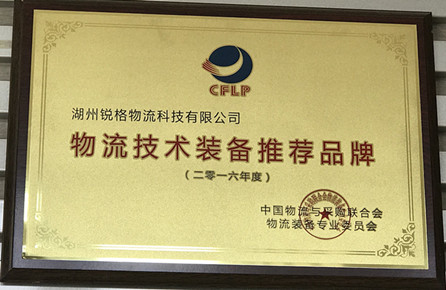 CFLP
湖州锐格物流科技有限公司
物流技术装备推荐品牌
(二零一六年度)
中国物流与采购联合会
物流装备专业委员会